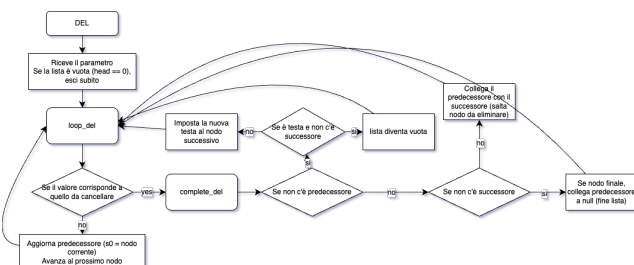 DEL
Riceve il parametro
Se la lista è vuota (head == 0),
esci subito
loop_del
Se il valore corrisponde a
quello da cancellare
yes
no
Aggiorna predecessore (s0 = nodo
corrente)
Avanza al prossimo nodo
complete_del
Se non c'è predecessore
si
no
Se è testa e non c'è
successore
no
si
Imposta la nuova
testa al nodo
successivo
lista diventa vuota
Se non c'è successore
no
si
Collega il
predecessore con il
successore (salta
nodo da eliminare)
Se nodo finale,
collega predecessore
a null (fine lista)